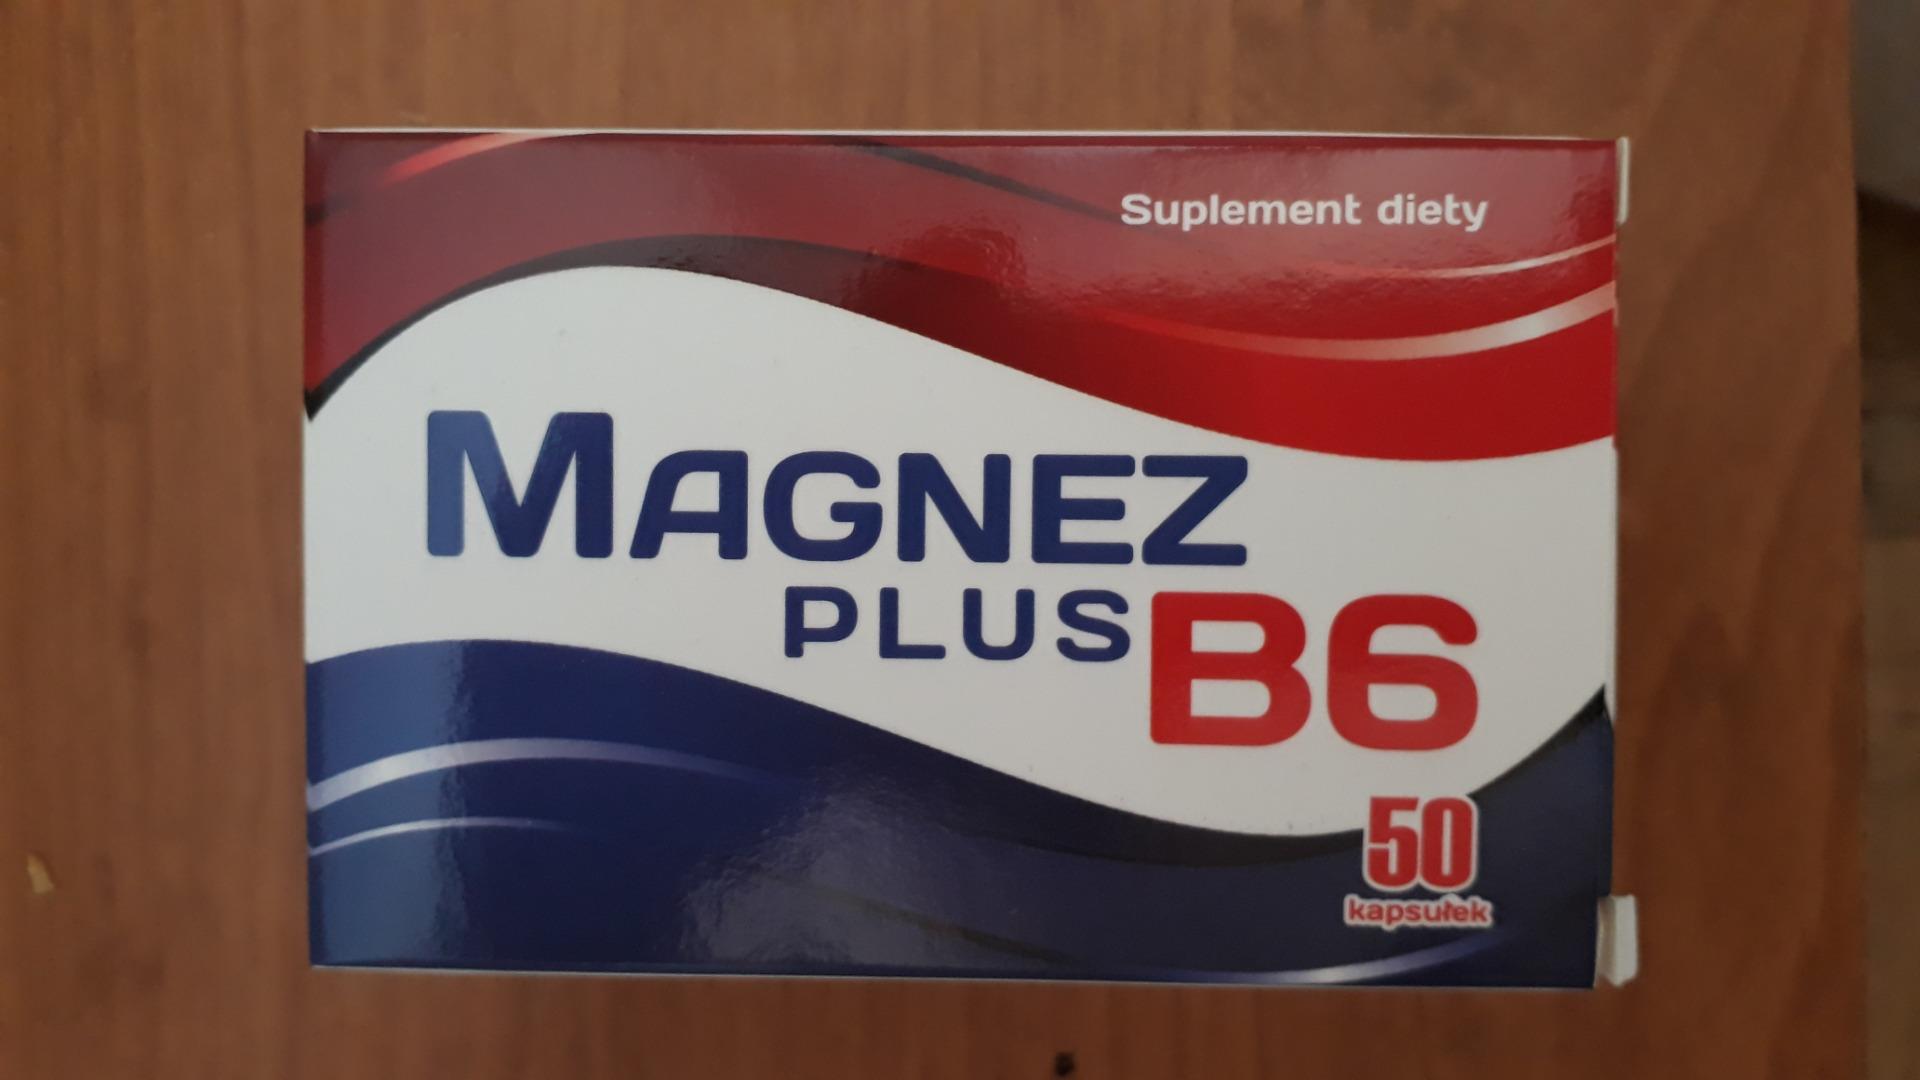 Suplement diety
MAGNEZ
PLUS B6
50
kapsułek